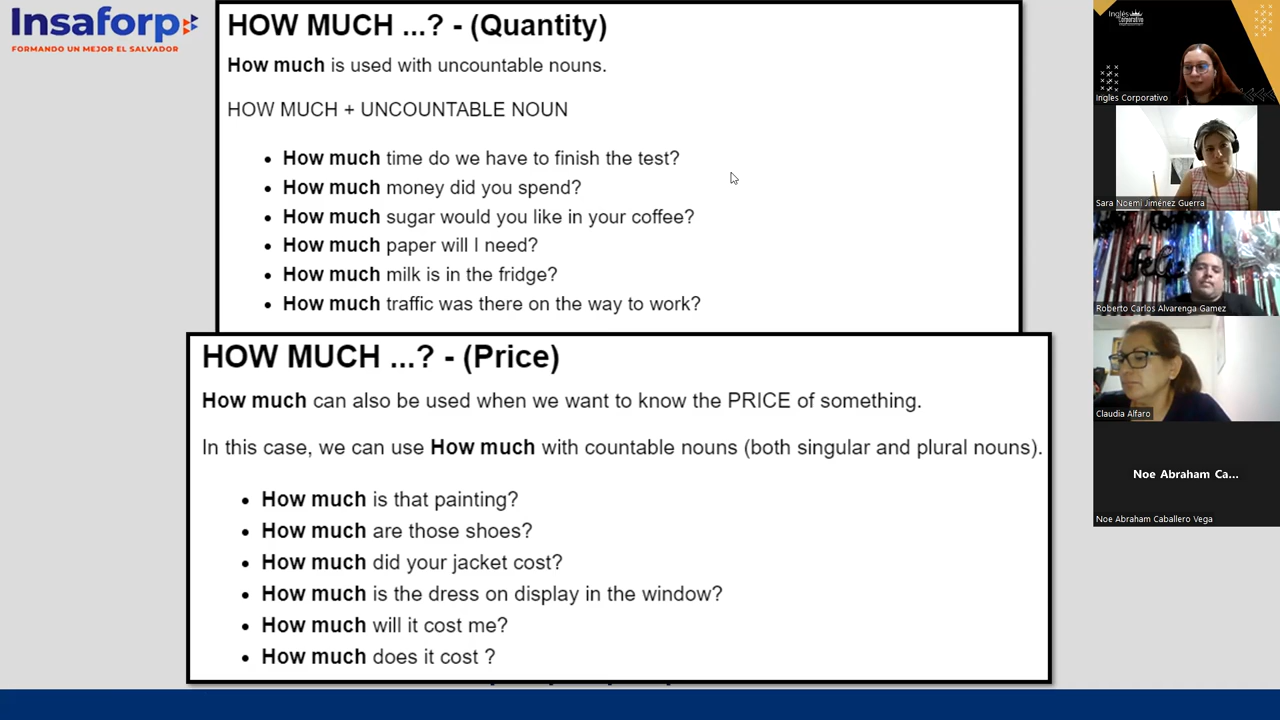 Insaforp
FORMANDO UN MEJOR EL SALVADOR
HOW MUCH ...? - (Quantity)
How much is used with uncountable nouns.
HOW MUCH + UNCOUNTABLE NOUN
• How much time do we have to finish the test?
• How much money did you spend?
• How much sugar would you like in your coffee?
• How much paper will I need?
• How much milk is in the fridge?
• How much traffic was there on the way to work?
HOW MUCH ...? - (Price)
How much can also be used when we want to know the PRICE of something.
In this case, we can use How much with countable nouns (both singular and plural nouns).
• How much is that painting?
• How much are those shoes?
• How much did your jacket cost?
• How much is the dress on display in the window?
• How much will it cost me?
• How much does it cost ?
Inglés
Corporativo
Ingles Corporativo
Sara Noemi Jiménez Guerra
Roberto Carlos Alvarenga Gamez
Claudia Alfaro
Noe Abraham Ca...
Noe Abraham Caballero Vega